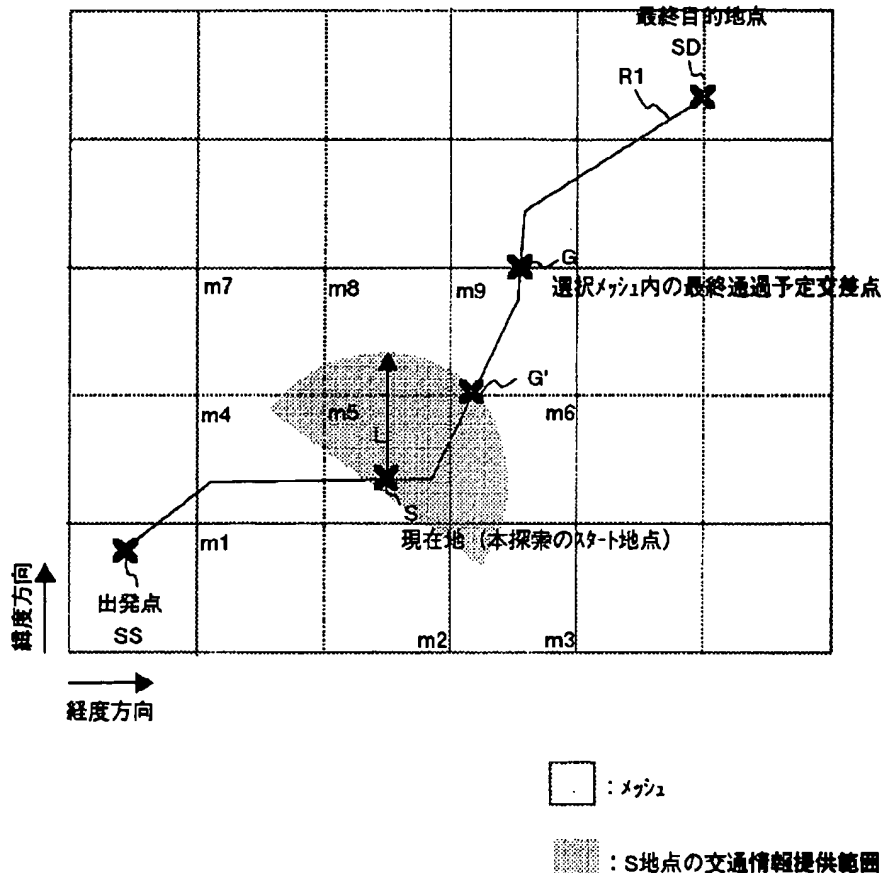 最終目的地点
SD
R1
G
m7
m8
m9
選択メッシュ内の最終通過予定交差点
G'
m4
m5
m6
L
S
m1
現在地（本探索のスタート地点）
出発点
SS
m2
m3
緯度方向
経度方向
：メッシュ
：S地点の交通情報提供範囲